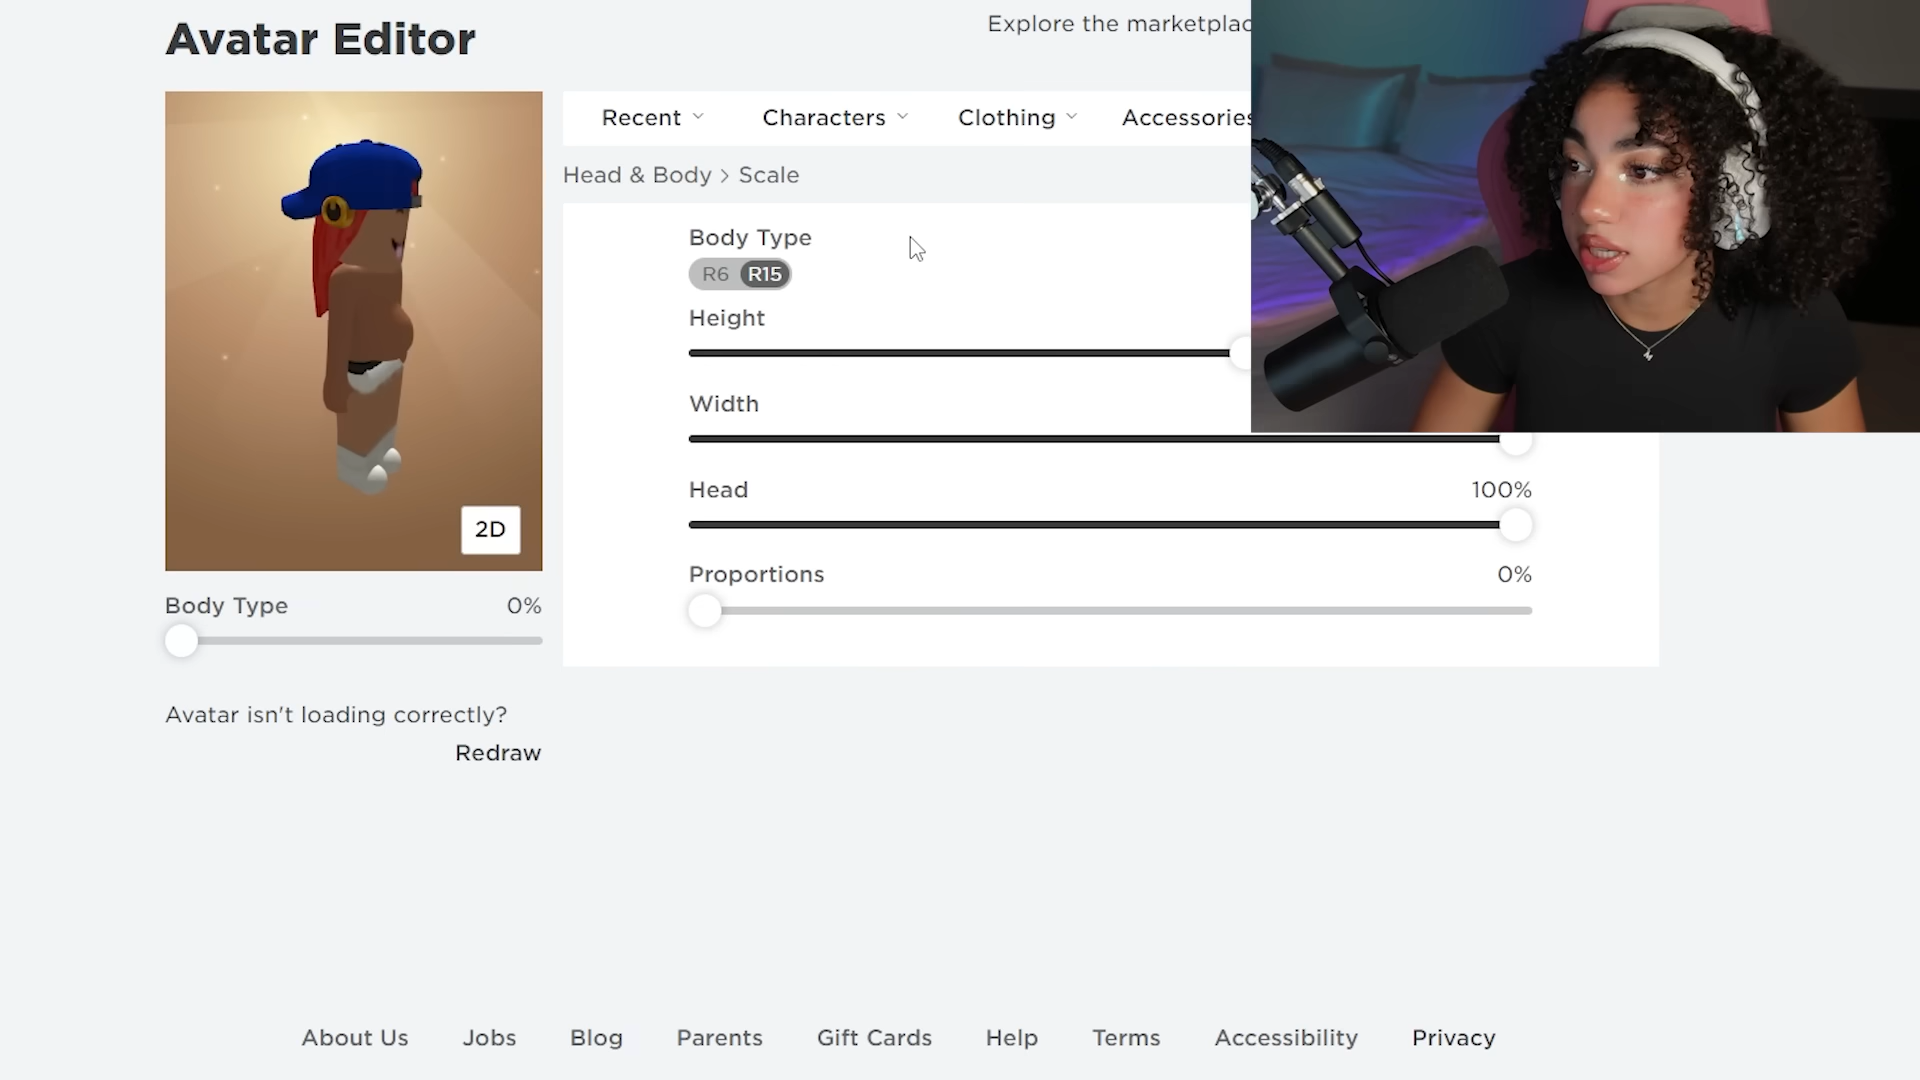 Avatar Editor
Explore the marketplac
Recent
Characters
Clothing
Accessories
Head & Body > Scale
Body Type
R6 R15
Height
Width
Head 100%
Proportions 0%
2D
Body Type 0%
Avatar isn't loading correctly?
Redraw
About Us Jobs Blog Parents Gift Cards Help Terms Accessibility Privacy